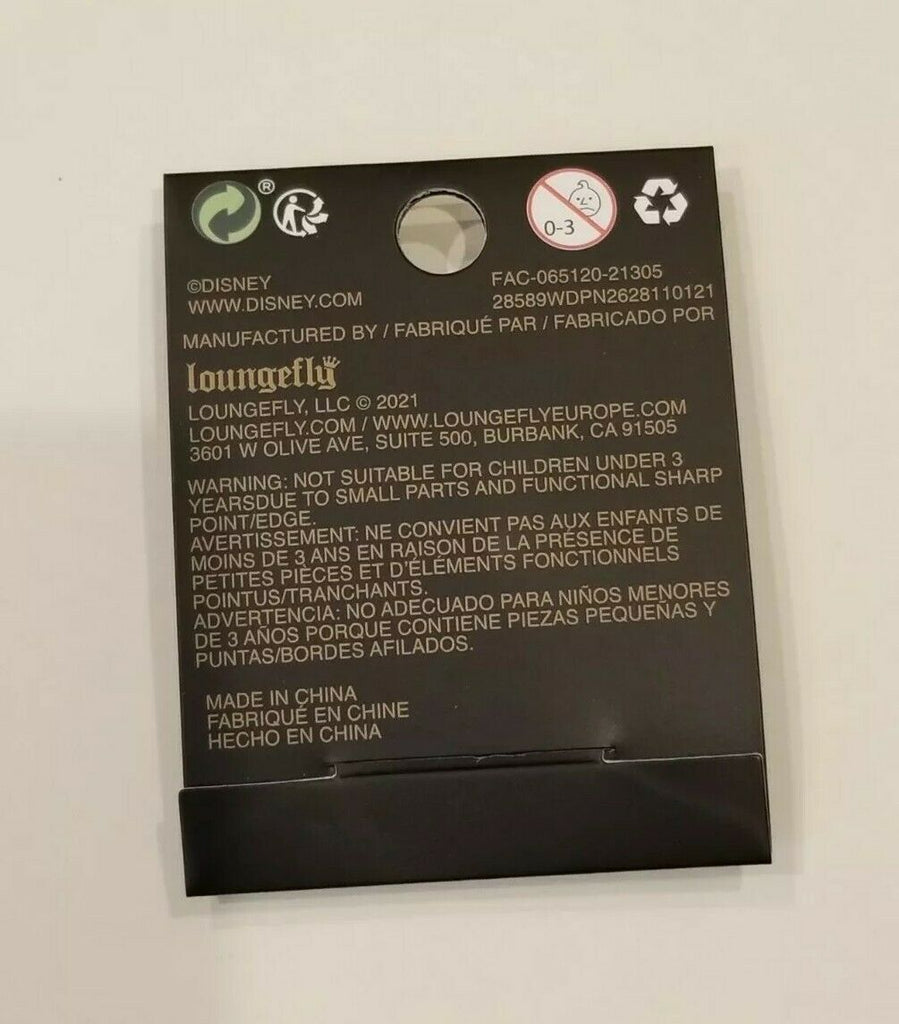 ®
0-3
©DISNEY
WWW.DISNEY.COM
FAC-065120-21305
28589WDPN2628110121
MANUFACTURED BY / FABRIQUÉ PAR / FABRICADO POR
loungefly
LOUNGEFLY, LLC © 2021
LOUNGEFLY.COM / WWW.LOUNGEFLYEUROPE.COM
3601 W OLIVE AVE, SUITE 500, BURBANK, CA 91505
WARNING: NOT SUITABLE FOR CHILDREN UNDER 3
YEARSDUE TO SMALL PARTS AND FUNCTIONAL SHARP
POINT/EDGE.
AVERTISSEMENT: NE CONVIENT PAS AUX ENFANTS DE
MOINS DE 3 ANS EN RAISON DE LA PRÉSENCE DE
PETITES PIÈCES ET D'ÉLÉMENTS FONCTIONNELS
POINTUS/TRANCHANTS.
ADVERTENCIA: NO ADECUADO PARA NIÑOS MENORES
DE 3 AÑOS PORQUE CONTIENE PIEZAS PEQUEÑAS Y
PUNTAS/BORDES AFILADOS.
MADE IN CHINA
FABRIQUÉ EN CHINE
HECHO EN CHINA